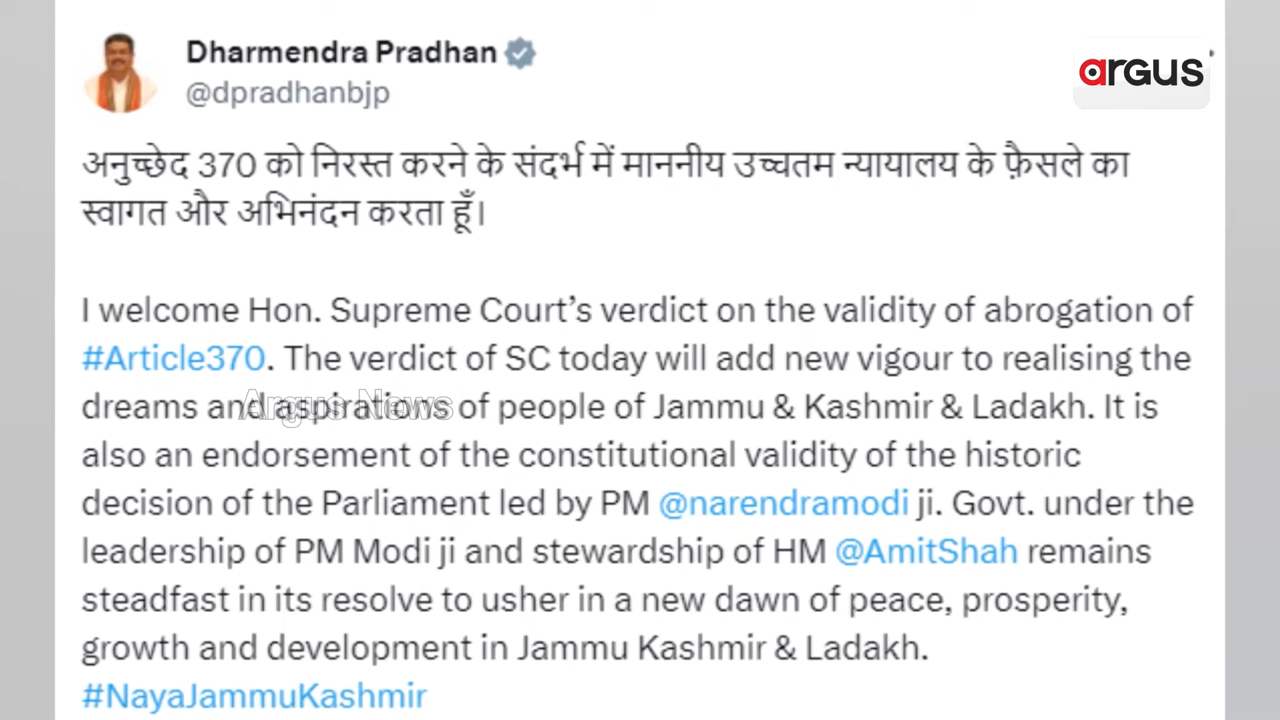 Dharmendra Pradhan
@dpradhanbjp
argus
अनुच्छेद 370 को निरस्त करने के संदर्भ में माननीय उच्चतम न्यायालय के फ़ैसले का
स्वागत और अभिनंदन करता हूँ।
I welcome Hon. Supreme Court’s verdict on the validity of abrogation of
#Article370. The verdict of SC today will add new vigour to realising the
dreams and aspirations of people of Jammu & Kashmir & Ladakh. It is
Argus News
also an endorsement of the constitutional validity of the historic
decision of the Parliament led by PM @narendramodi ji. Govt. under the
leadership of PM Modi ji and stewardship of HM @AmitShah remains
steadfast in its resolve to usher in a new dawn of peace, prosperity,
growth and development in Jammu Kashmir & Ladakh.
#NayaJammuKashmir